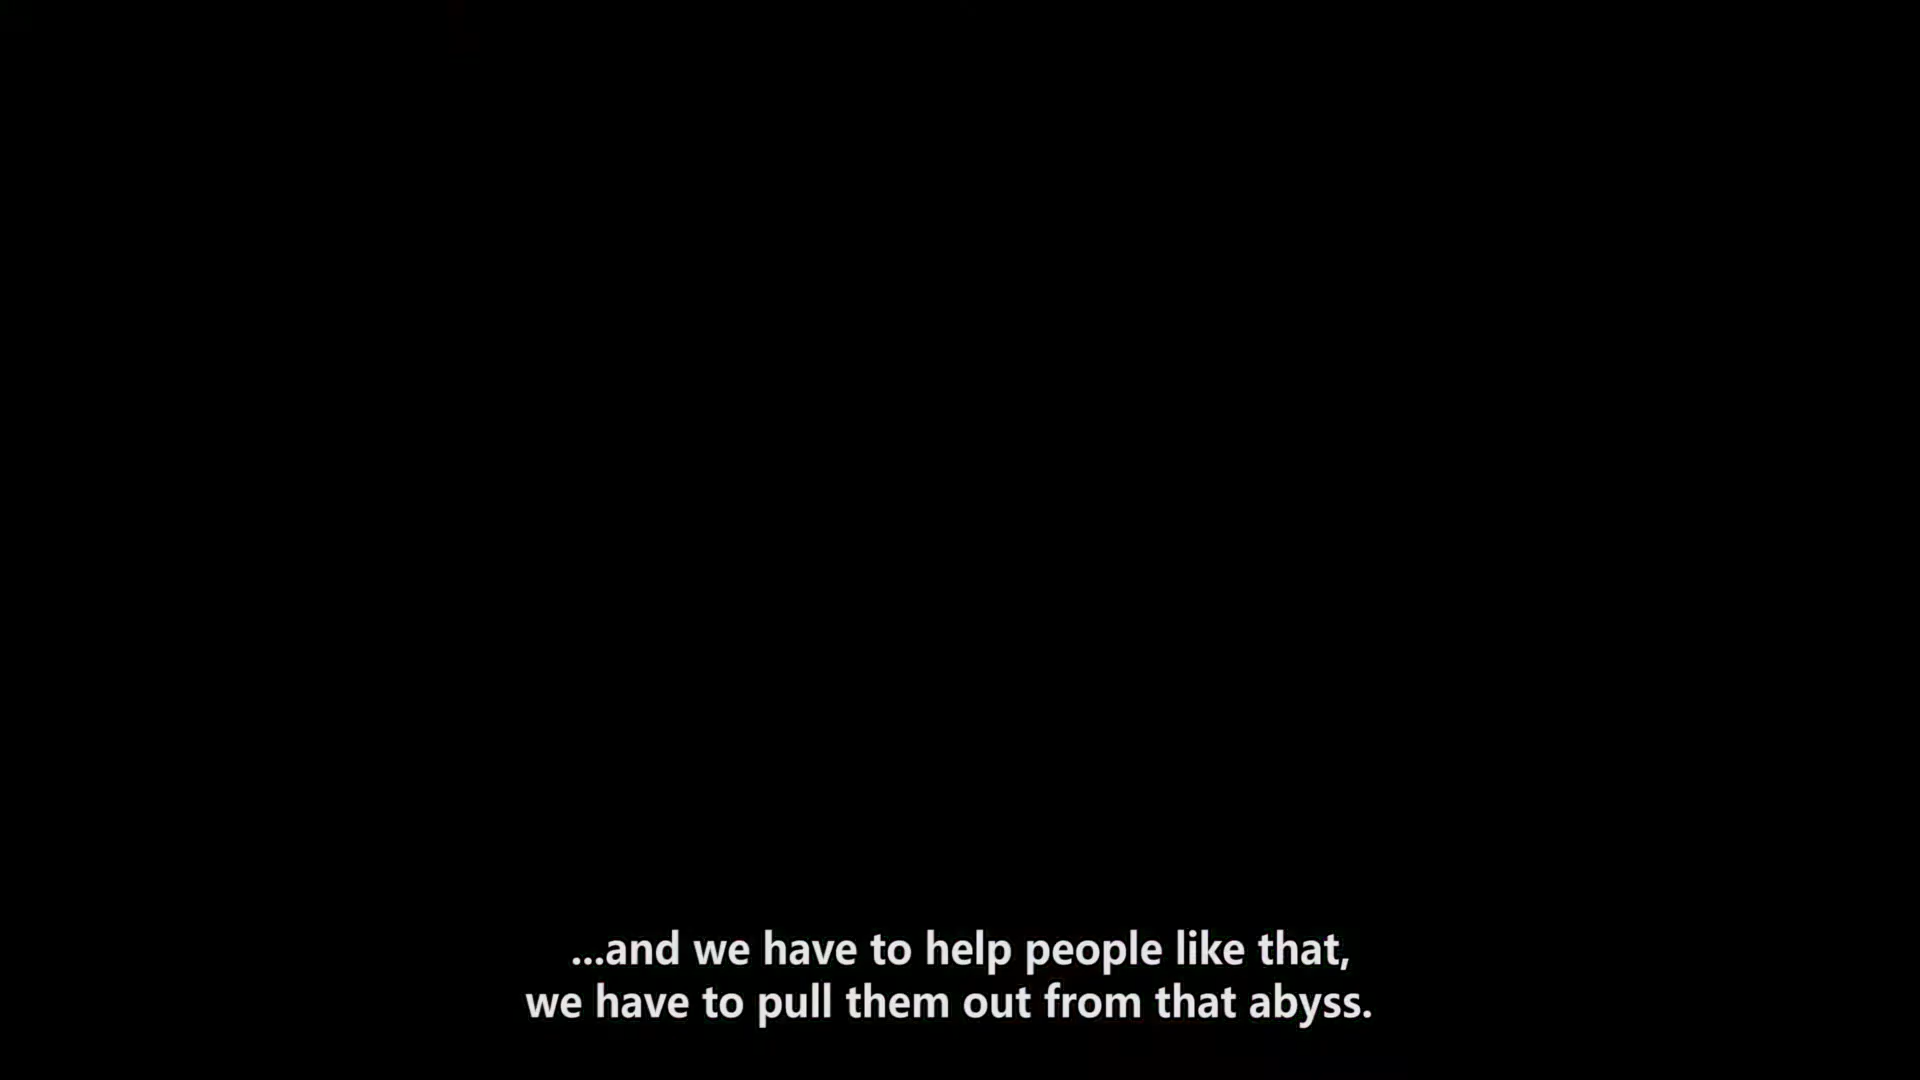 ...and we have to help people like that,
we have to pull them out from that abyss.